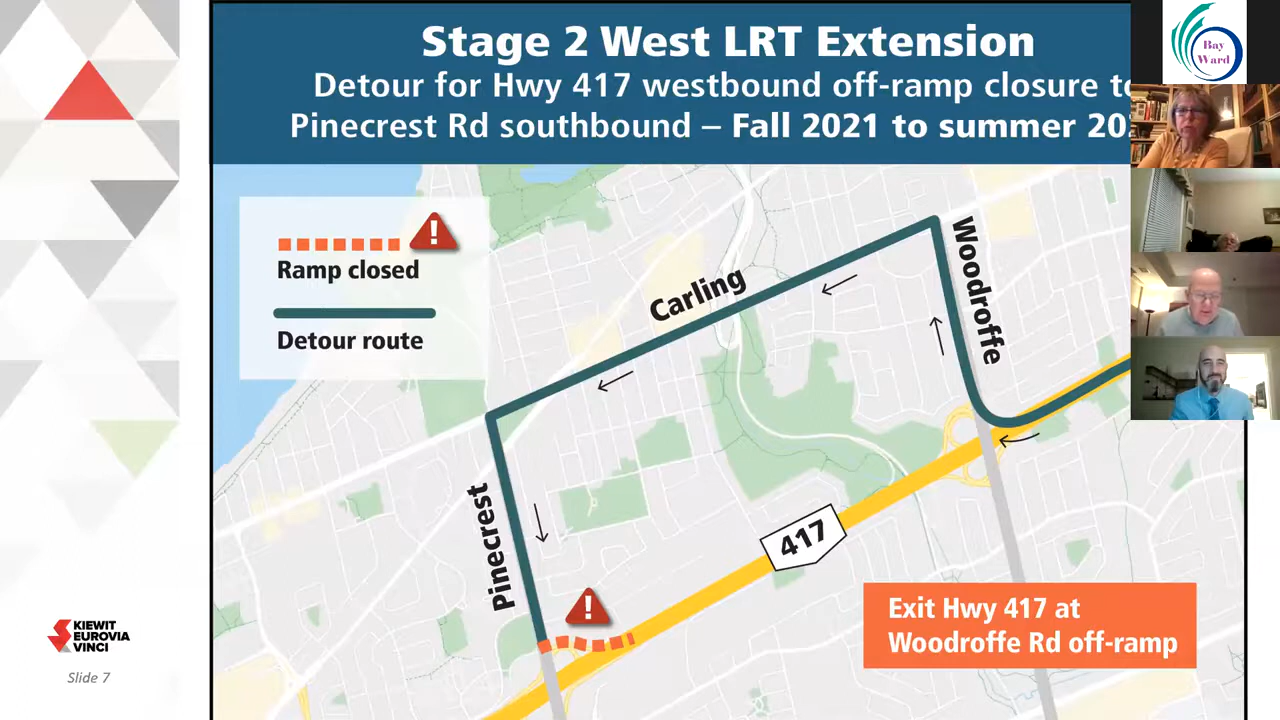 Stage 2 West LRT Extension
Detour for Hwy 417 westbound off-ramp closure to
Pinecrest Rd southbound – Fall 2021 to summer 20
Bay
Ward
Ramp closed
Detour route
Carling
Woodroffe
Pinecrest
417
Exit Hwy 417 at
Woodroffe Rd off-ramp
KIEWIT
EUROVIA
VINCI
Slide 7